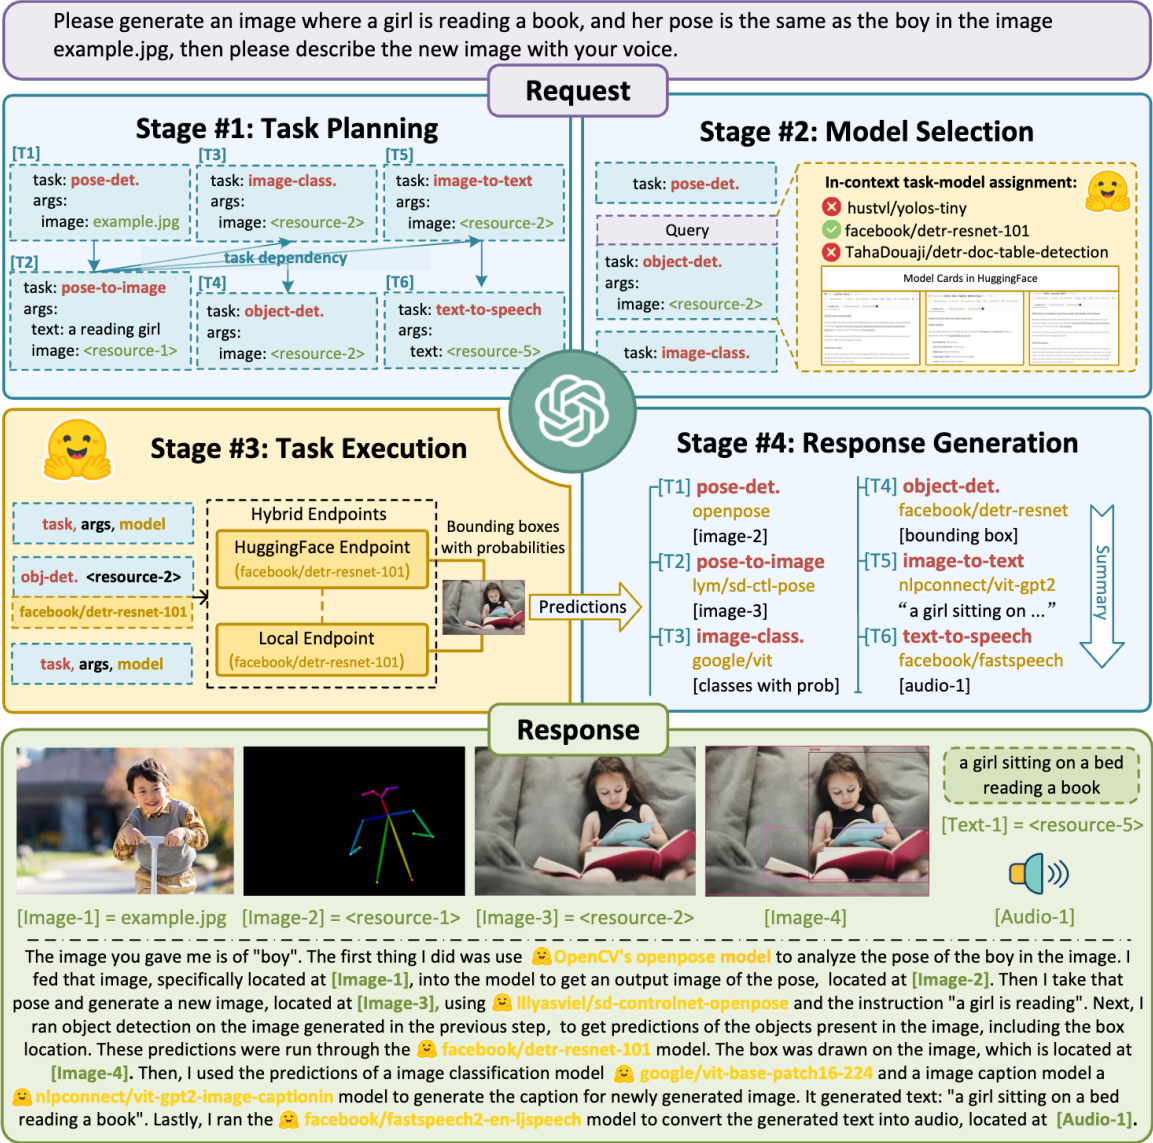 Please generate an image where a girl is reading a book, and her pose is the same as the boy in the image
example.jpg, then please describe the new image with your voice.
Request
Stage #1: Task Planning
[T1]
task: pose-det.
args:
image: example.jpg
[T3]
task: image-class.
args:
image: <resource-2>
[T5]
task: image-to-text
args:
image: <resource-2>
task dependency
[T2]
task: pose-to-image
args:
text: a reading girl
image: <resource-1>
[T4]
task: object-det.
args:
image: <resource-2>
[T6]
task: text-to-speech
args:
text: <resource-5>
Stage #2: Model Selection
task: pose-det.
Query
task: object-det.
args:
image: <resource-2>
task: image-class.
In-context task-model assignment:
hustvl/yolos-tiny
facebook/detr-resnet-101
TahaDouaji/detr-doc-table-detection
Model Cards in HuggingFace
Stage #3: Task Execution
task, args, model
obj-det. <resource-2>
facebook/detr-resnet-101
task, args, model
Hybrid Endpoints
HuggingFace Endpoint
(facebook/detr-resnet-101)
Local Endpoint
(facebook/detr-resnet-101)
Bounding boxes
with probabilities
Predictions
Stage #4: Response Generation
[T1] pose-det.
openpose
[image-2]
[T2] pose-to-image
lym/sd-ctl-pose
[image-3]
[T3] image-class.
google/vit
[classes with prob]
[T4] object-det.
facebook/detr-resnet
[bounding box]
[T5] image-to-text
nlpconnect/vit-gpt2
“a girl sitting on ...”
[T6] text-to-speech
facebook/fastspeech
[audio-1]
Summary
Response
a girl sitting on a bed
reading a book
[Text-1] = <resource-5>
[Image-1] = example.jpg
[Image-2] = <resource-1>
[Image-3] = <resource-2>
[Image-4]
[Audio-1]
The image you gave me is of "boy". The first thing I did was use OpenCV's openpose model to analyze the pose of the boy in the image. I
fed that image, specifically located at [Image-1], into the model to get an output image of the pose, located at [Image-2]. Then I take that
pose and generate a new image, located at [Image-3], using lllyasviel/sd-controlnet-openpose and the instruction "a girl is reading". Next, I
ran object detection on the image generated in the previous step, to get predictions of the objects present in the image, including the box
location. These predictions were run through the facebook/detr-resnet-101 model. The box was drawn on the image, which is located at
[Image-4]. Then, I used the predictions of a image classification model google/vit-base-patch16-224 and a image caption model a
nlpconnect/vit-gpt2-image-captionin model to generate the caption for newly generated image. It generated text: "a girl sitting on a bed
reading a book". Lastly, I ran the facebook/fastspeech2-en-ljspeech model to convert the generated text into audio, located at [Audio-1].